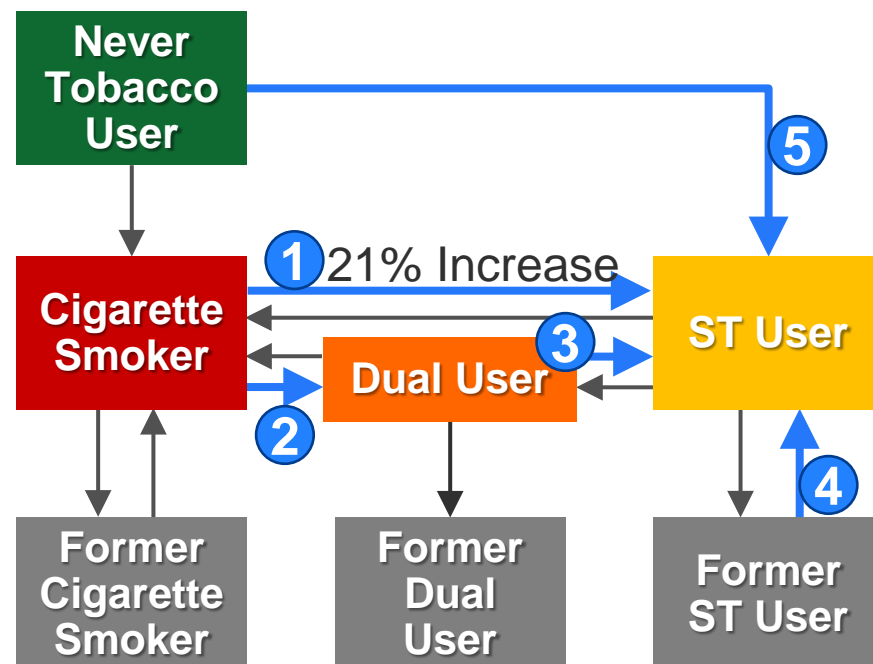 Never
Tobacco
User
5
1 21% Increase
Cigarette
Smoker
ST User
3
Dual User
2
4
Former
Cigarette
Smoker
Former
Dual
User
Former
ST User